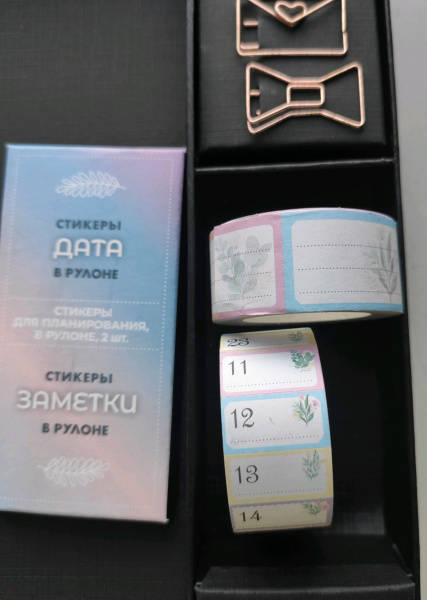 СТИКЕРЫ
ДАТА
В РУЛОНЕ
СТИКЕРЫ
ДЛЯ ПЛАНИРОВАНИЯ,
В РУЛОНЕ, 2 шт.
СТИКЕРЫ
ЗАМЕТКИ
В РУЛОНЕ
11
12
13
14